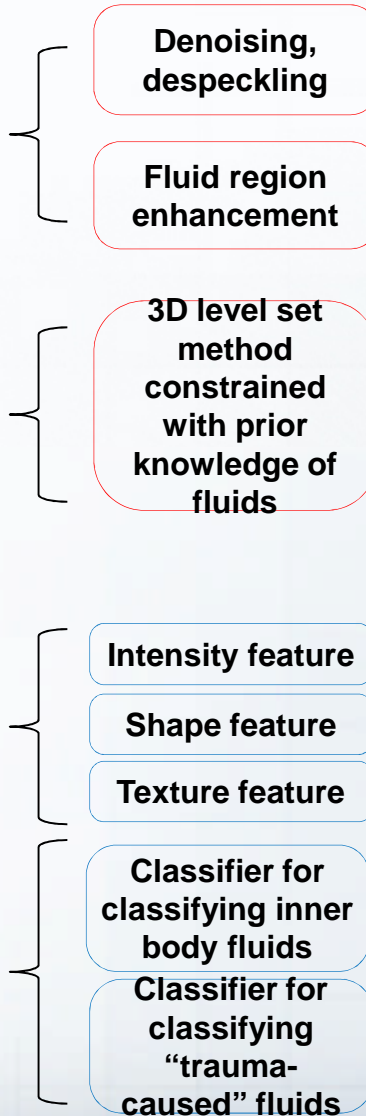 Denoising,
despeckling
Fluid region
enhancement
3D level set
method
constrained
with prior
knowledge of
fluids
Intensity feature
Shape feature
Texture feature
Classifier for
classifying inner
body fluids
Classifier for
classifying
“trauma-
caused” fluids